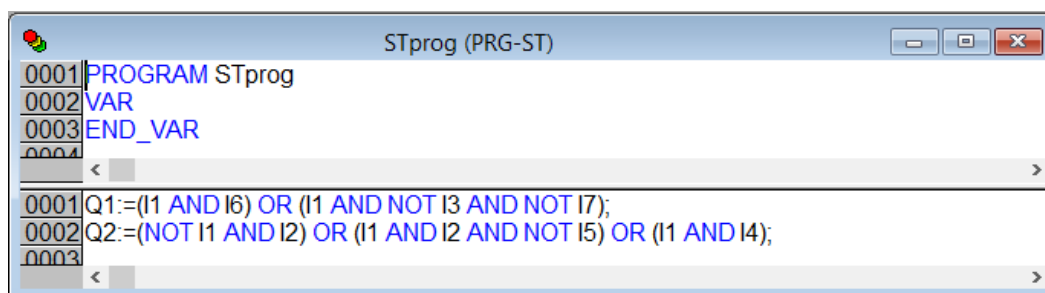 STprog (PRG-ST)
0001 PROGRAM STprog
0002 VAR
0003 END_VAR
0004
0001 Q1:=(I1 AND I6) OR (I1 AND NOT I3 AND NOT I7);
0002 Q2:=(NOT I1 AND I2) OR (I1 AND I2 AND NOT I5) OR (I1 AND I4);
0003